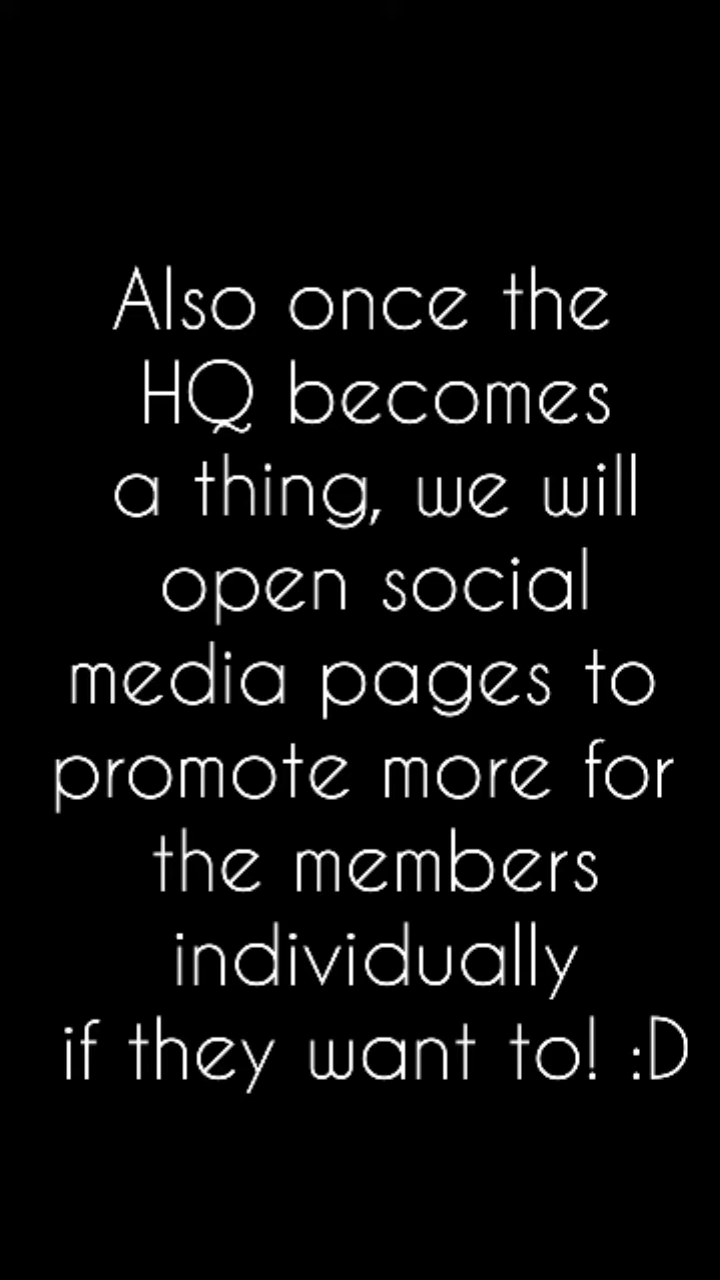 Also once the
HQ becomes
a thing, we will
open social
media pages to
promote more for
the members
individually
if they want to! :D